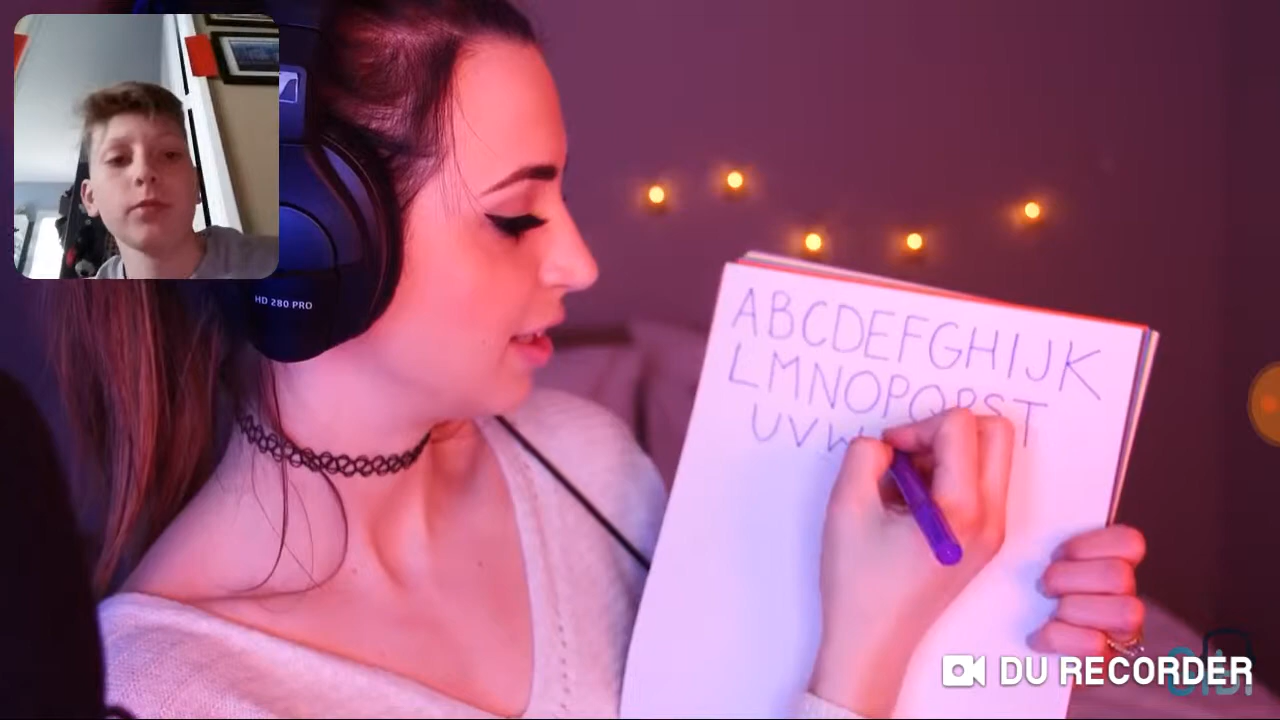 HD 280 PRO
ABCDEFGHIJK
LMNOPQRST
UVW
DU RECORDER